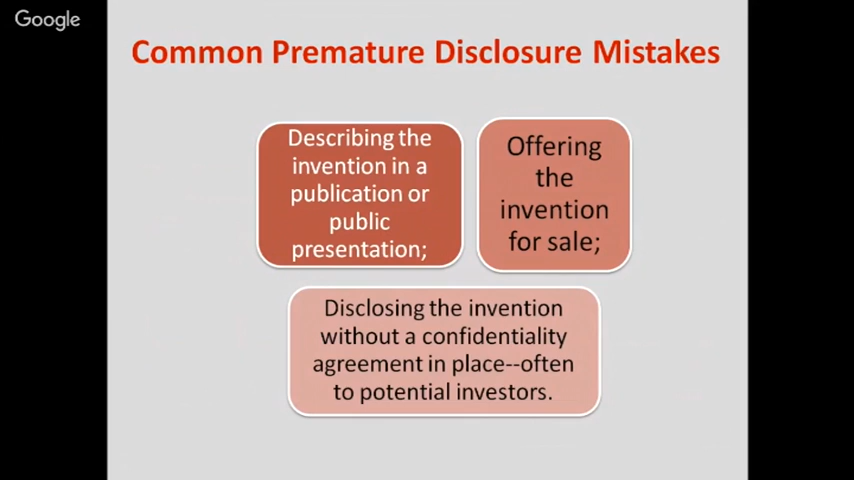 Google
Common Premature Disclosure Mistakes
Describing the
invention in a
publication or
public
presentation;
Offering
the
invention
for sale;
Disclosing the invention
without a confidentiality
agreement in place--often
to potential investors.